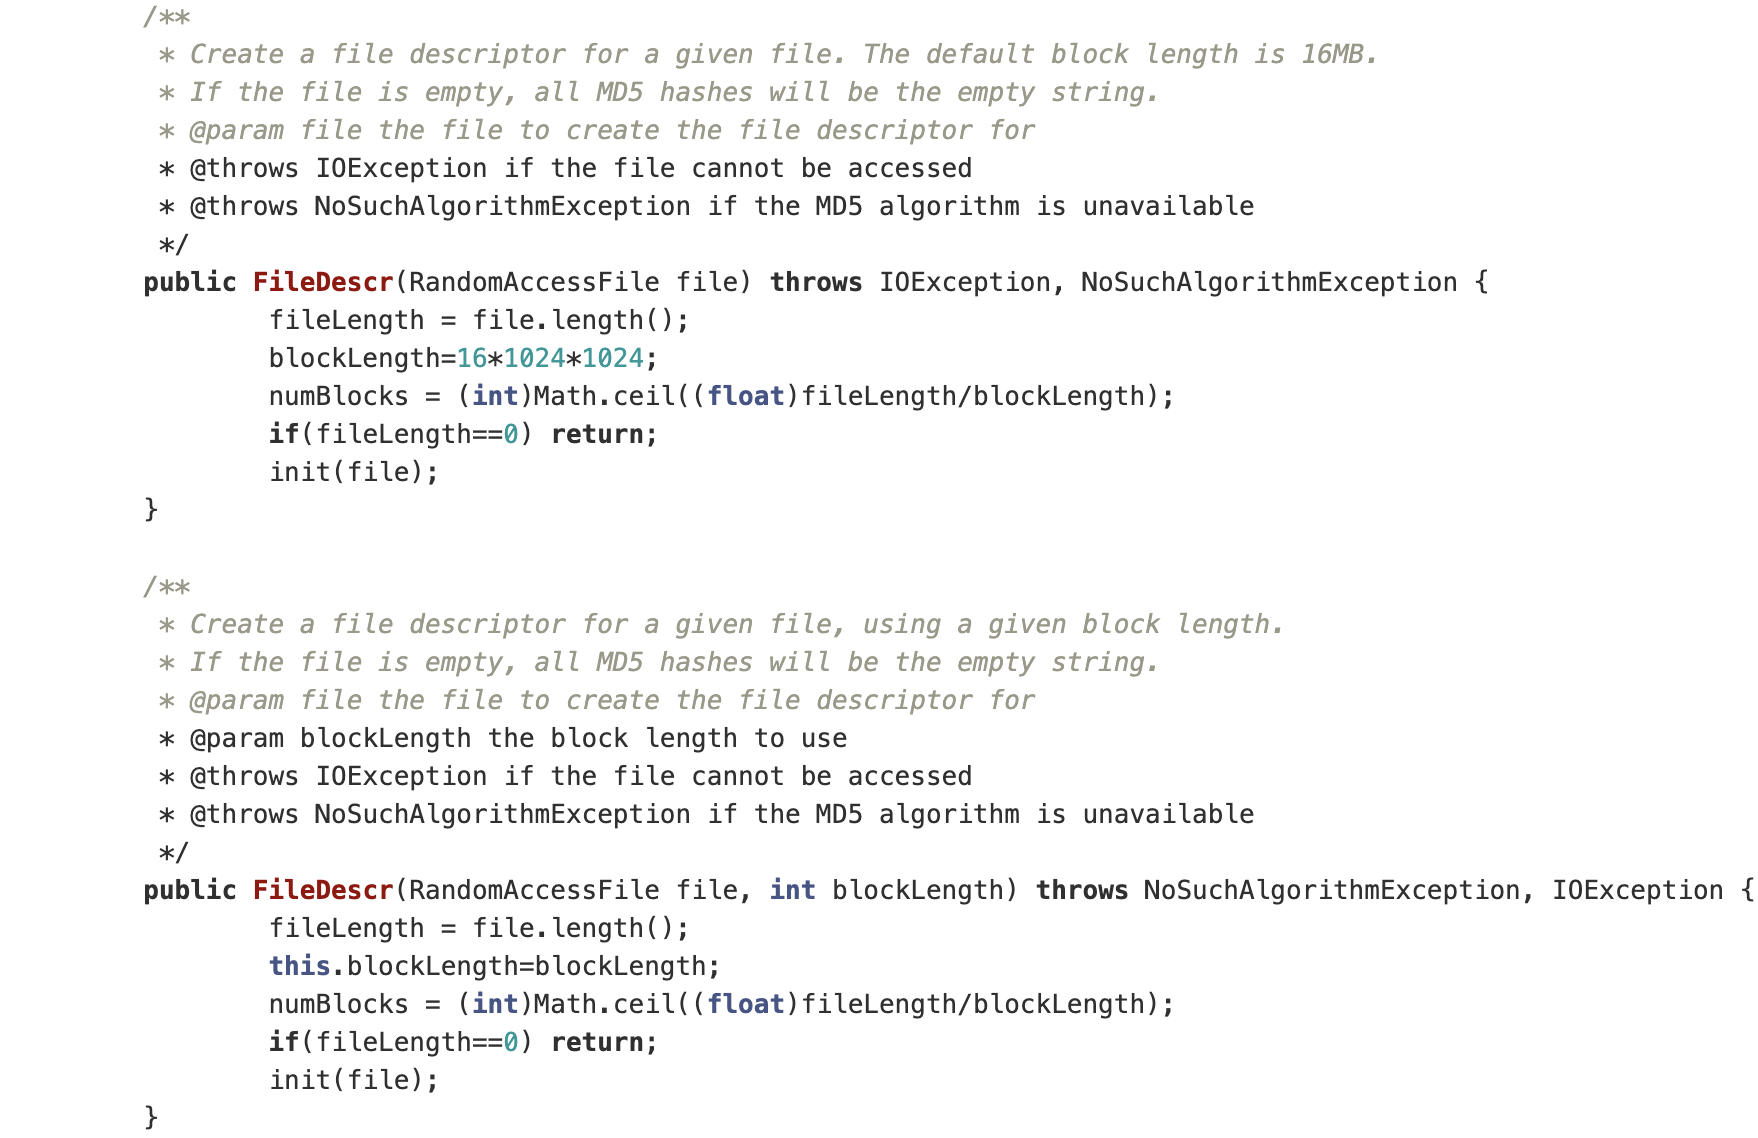 /**
 * Create a file descriptor for a given file. The default block length is 16MB.
 * If the file is empty, all MD5 hashes will be the empty string.
 * @param file the file to create the file descriptor for
 * @throws IOException if the file cannot be accessed
 * @throws NoSuchAlgorithmException if the MD5 algorithm is unavailable
 */
public FileDescr(RandomAccessFile file) throws IOException, NoSuchAlgorithmException {
        fileLength = file.length();
        blockLength=16*1024*1024;
        numBlocks = (int)Math.ceil((float)fileLength/blockLength);
        if(fileLength==0) return;
        init(file);
}

/**
 * Create a file descriptor for a given file, using a given block length.
 * If the file is empty, all MD5 hashes will be the empty string.
 * @param file the file to create the file descriptor for
 * @param blockLength the block length to use
 * @throws IOException if the file cannot be accessed
 * @throws NoSuchAlgorithmException if the MD5 algorithm is unavailable
 */
public FileDescr(RandomAccessFile file, int blockLength) throws NoSuchAlgorithmException, IOException {
        fileLength = file.length();
        this.blockLength=blockLength;
        numBlocks = (int)Math.ceil((float)fileLength/blockLength);
        if(fileLength==0) return;
        init(file);
}